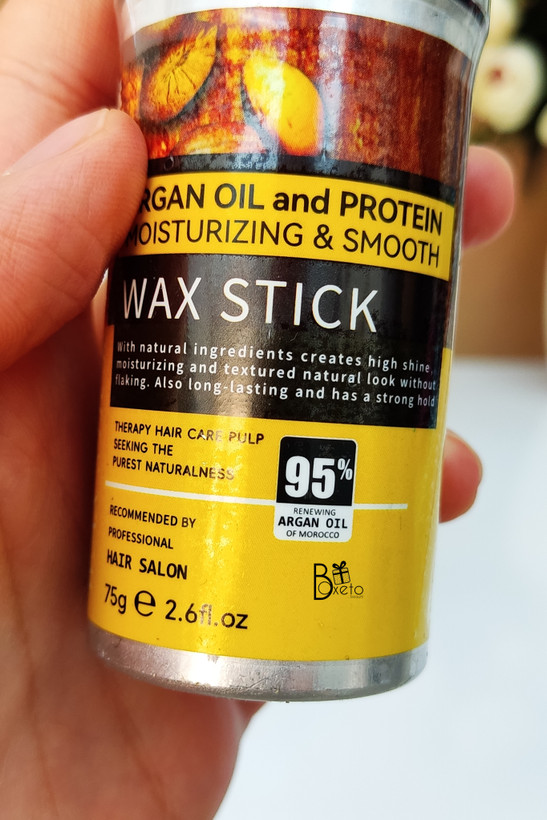 RGAN OIL and PROTEIN
MOISTURIZING & SMOOTH
WAX STICK
With natural ingredients creates high shine,
moisturizing and textured natural look without
flaking. Also long-lasting and has a strong hold
THERAPY HAIR CARE PULP
SEEKING THE
PUREST NATURALNESS
95%
RENEWING
ARGAN OIL
OF MOROCCO
RECOMMENDED BY
PROFESSIONAL
HAIR SALON
75g e 2.6fl.oz
Boxeto